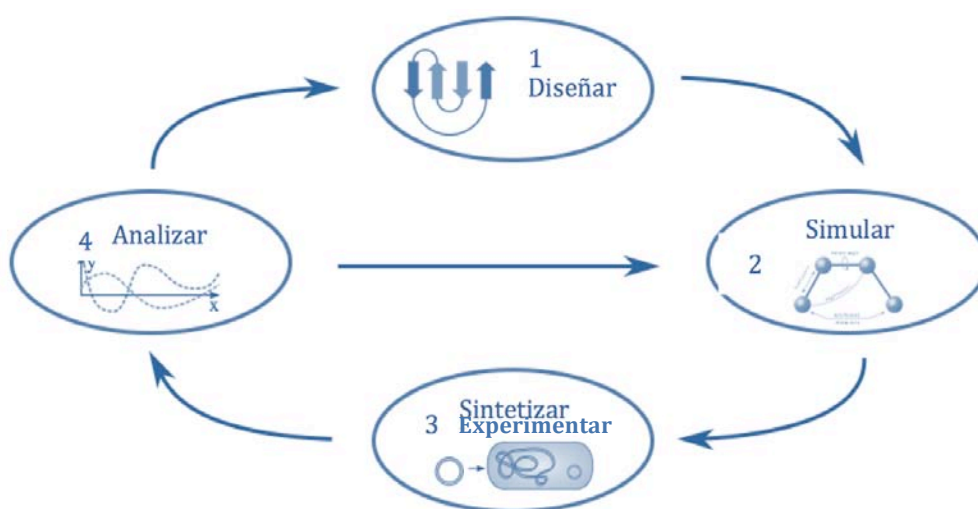 1
Diseñar
Simular
2
Sintetizar
3 Experimentar
4 Analizar
y
x